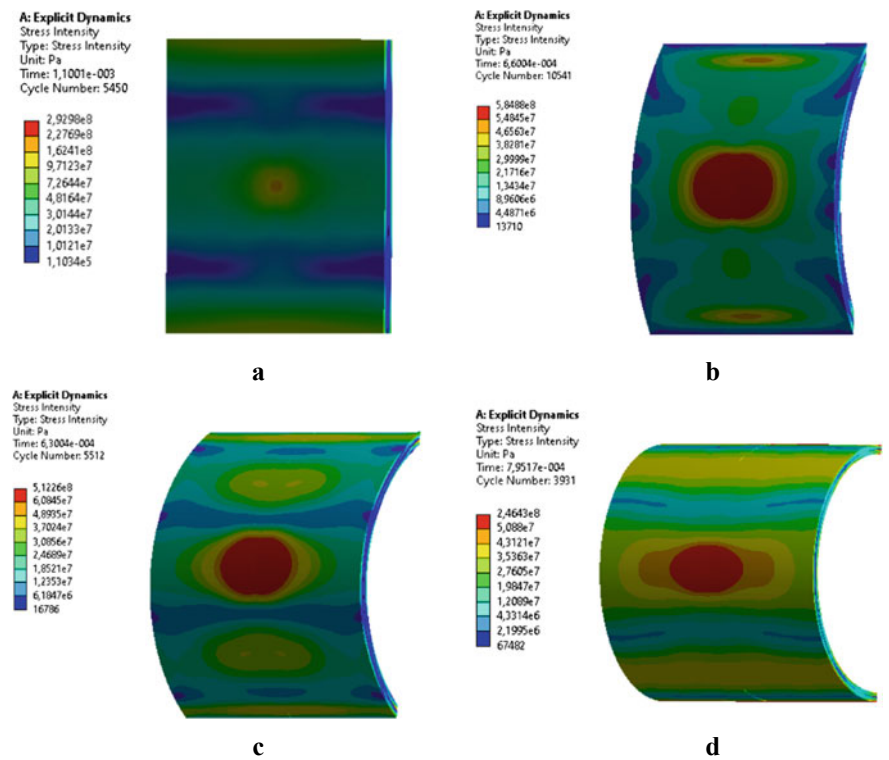 A: Explicit Dynamics
Stress Intensity
Type: Stress Intensity
Unit: Pa
Time: 1,1001e-003
Cycle Number: 5450
2,9298e8
2,2769e8
1,6241e8
9,7123e7
7,2644e7
4,8164e7
3,0144e7
2,0133e7
1,0121e7
1,1034e5
a
A: Explicit Dynamics
Stress Intensity
Type: Stress Intensity
Unit: Pa
Time: 6,6004e-004
Cycle Number: 10541
5,8488e8
5,4845e7
4,6563e7
3,8281e7
2,9999e7
2,1716e7
1,3434e7
8,9606e6
4,4871e6
13710
b
A: Explicit Dynamics
Stress Intensity
Type: Stress Intensity
Unit: Pa
Time: 6,3004e-004
Cycle Number: 5512
5,1226e8
6,0845e7
4,8935e7
3,7024e7
3,0856e7
2,4689e7
1,8521e7
1,2353e7
6,1847e6
16786
c
A: Explicit Dynamics
Stress Intensity
Type: Stress Intensity
Unit: Pa
Time: 7,9517e-004
Cycle Number: 3931
2,4643e8
5,088e7
4,3121e7
3,5363e7
2,7605e7
1,9847e7
1,2089e7
4,3314e6
2,1995e6
67482
d